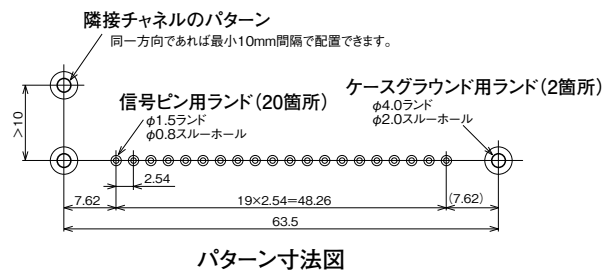 隣接チャネルのパターン
同一方向であれば最小10mm間隔で配置できます。
ケースグラウンド用ランド(2箇所)
φ4.0ランド
φ2.0スルーホール
信号ピン用ランド(20箇所)
φ1.5ランド
φ0.8スルーホール
>10
2.54
7.62
19×2.54=48.26
(7.62)
63.5
パターン寸法図